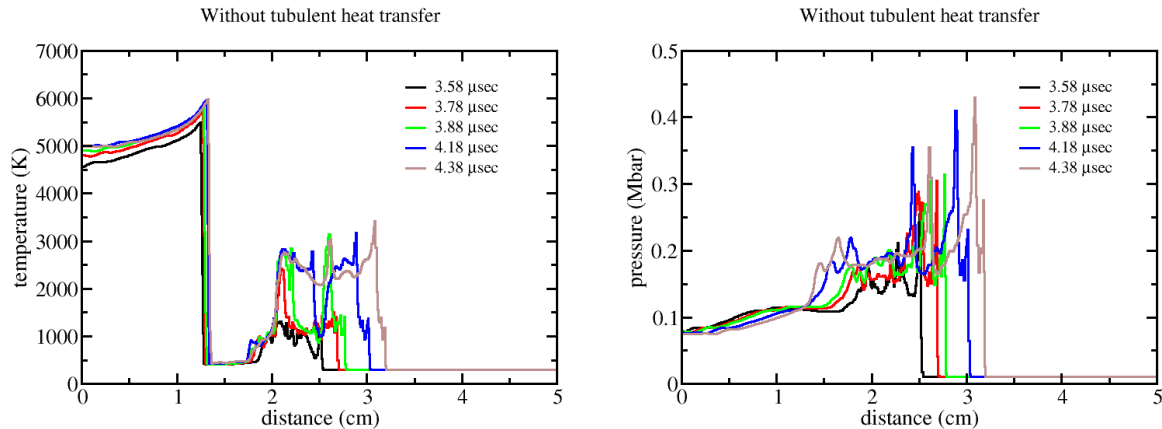 Without tubulent heat transfer
7000
6000
5000
4000
3000
2000
1000
0
temperature (K)
0
1
2
3
4
5
distance (cm)
3.58 μsec
3.78 μsec
3.88 μsec
4.18 μsec
4.38 μsec
Without tubulent heat transfer
0.5
0.4
0.3
0.2
0.1
0
pressure (Mbar)
0
1
2
3
4
5
distance (cm)
3.58 μsec
3.78 μsec
3.88 μsec
4.18 μsec
4.38 μsec